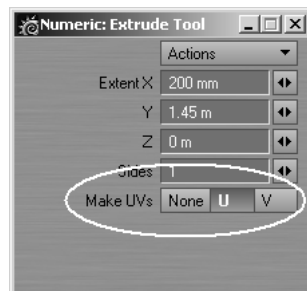 Numeric: Extrude Tool
Actions
Extent X 200 mm
Y 1.45 m
Z 0 m
Sides 1
Make UVs None U V